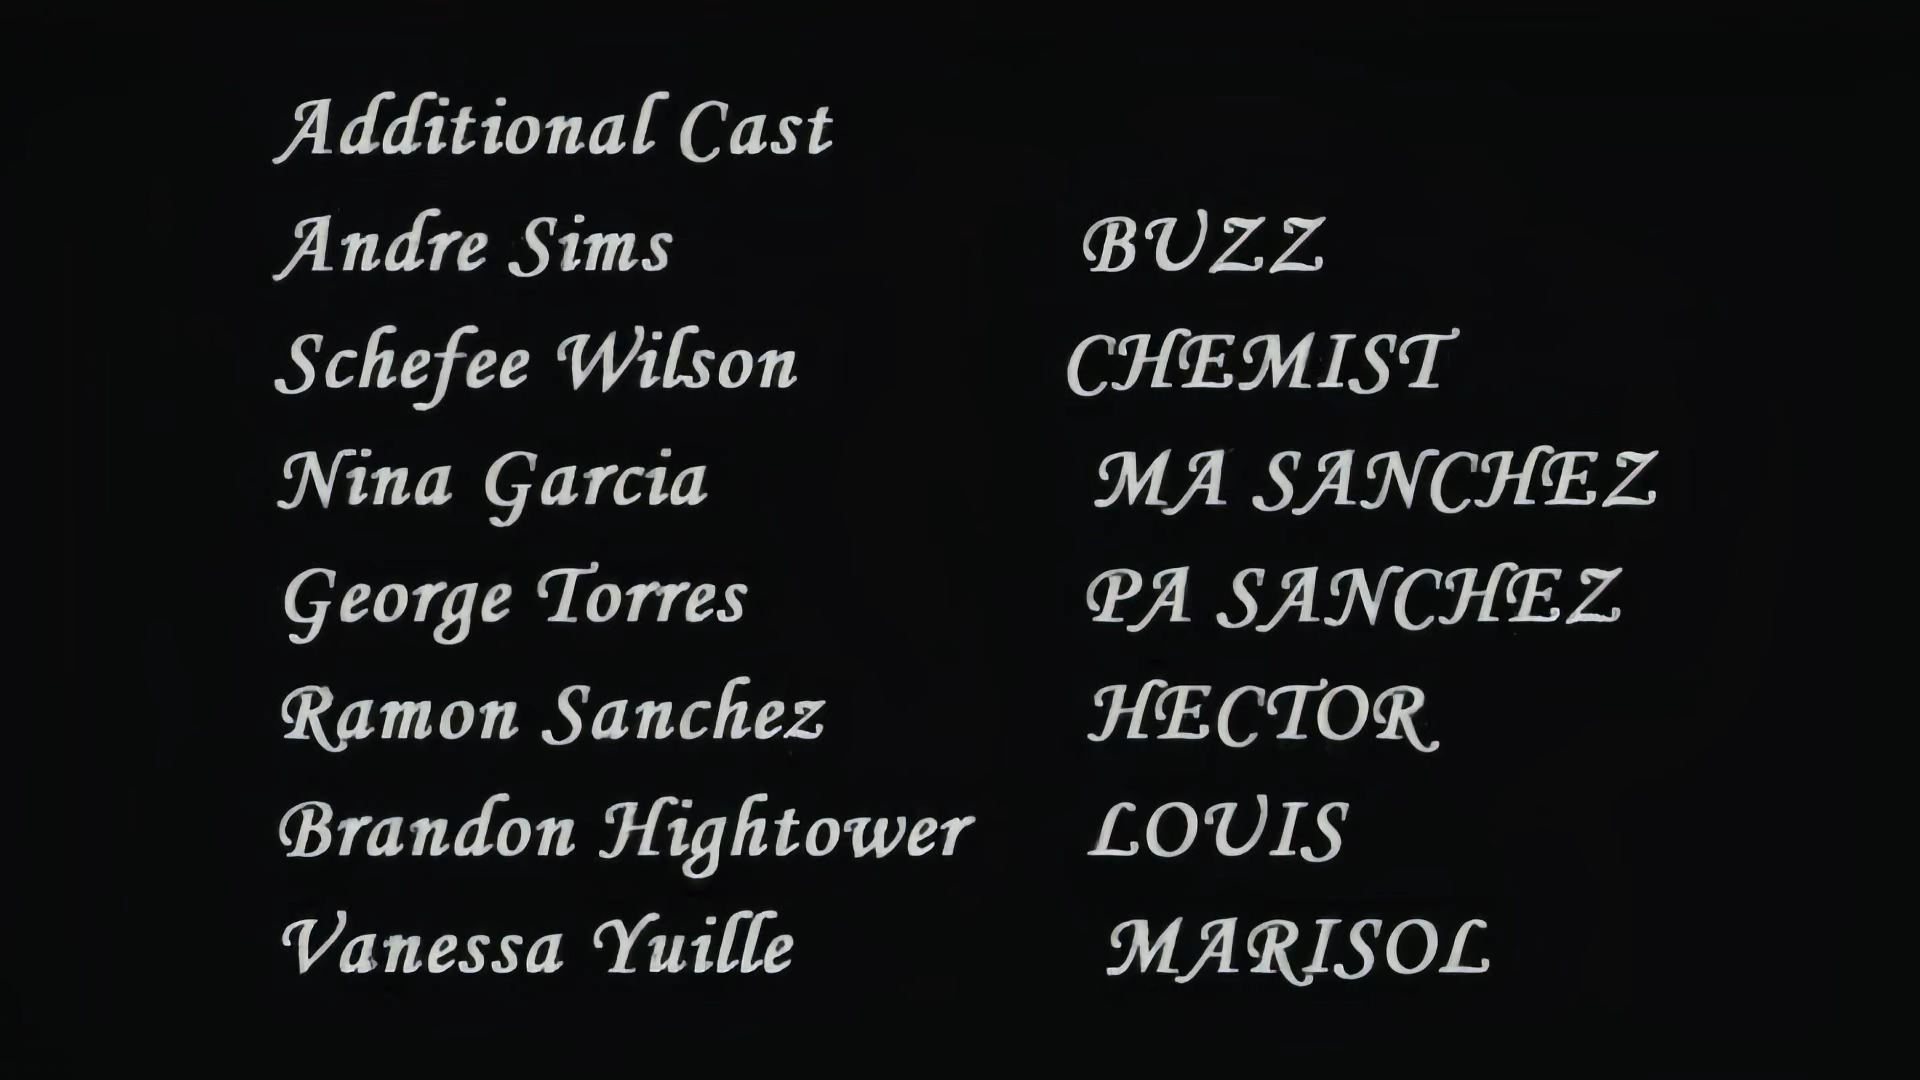 Additional Cast
Andre Sims BUZZ
Schefee Wilson CHEMIST
Nina Garcia MA SANCHEZ
George Torres PA SANCHEZ
Ramon Sanchez HECTOR
Brandon Hightower LOUIS
Vanessa Yuille MARISOL